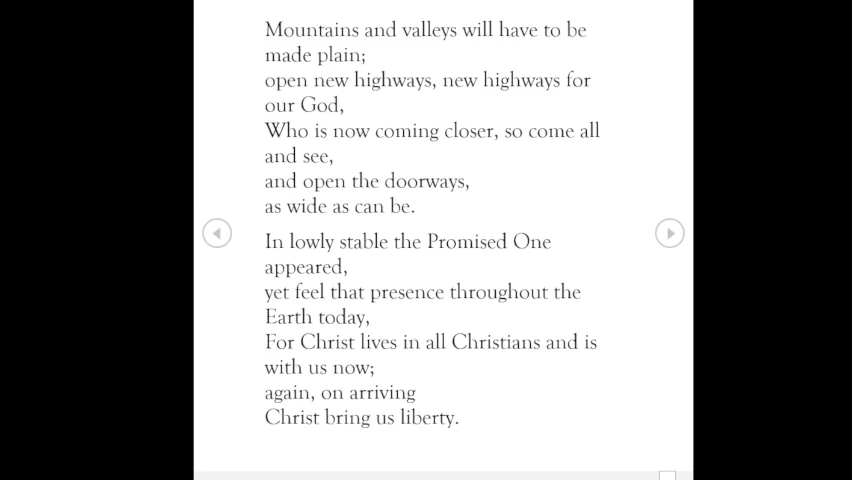 Mountains and valleys will have to be
made plain;
open new highways, new highways for
our God,
Who is now coming closer, so come all
and see,
and open the doorways,
as wide as can be.
In lowly stable the Promised One
appeared,
yet feel that presence throughout the
Earth today,
For Christ lives in all Christians and is
with us now;
again, on arriving
Christ bring us liberty.